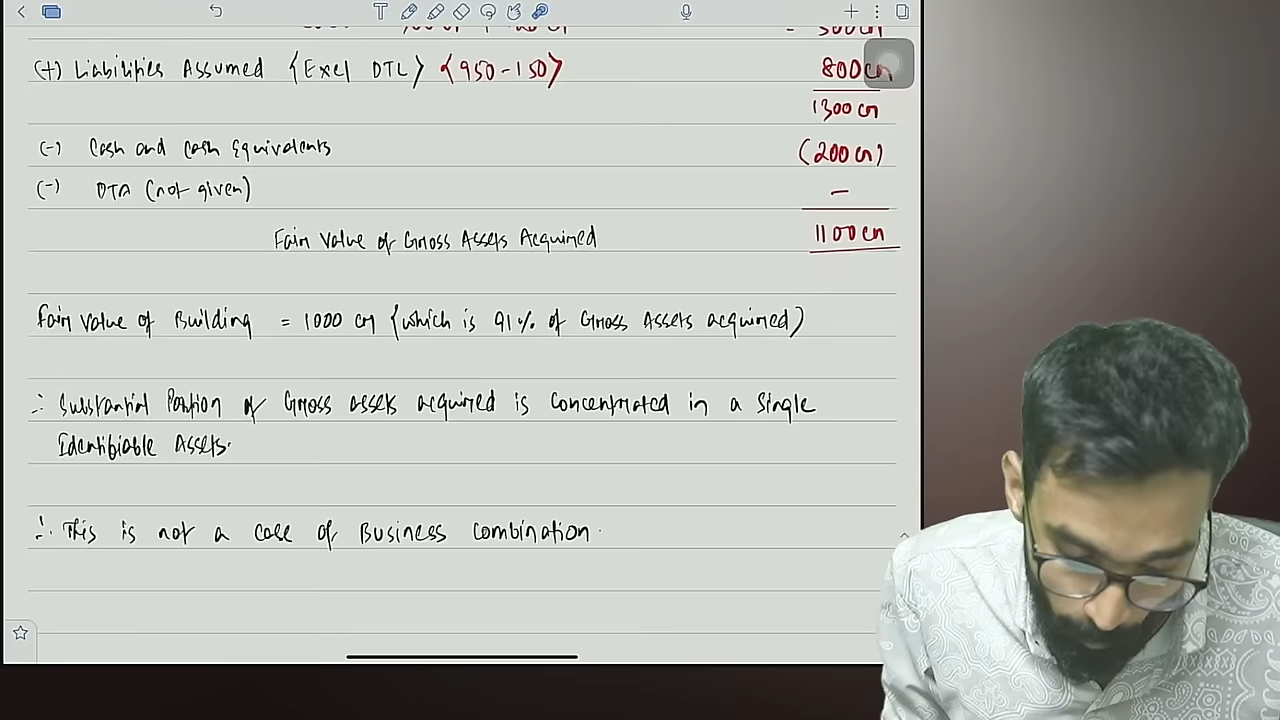 (+) Liabilities Assumed {Excl DTL} {950-150} 800cr
1300 cr
(-) Cash and Cash Equivalents (200 cr)
(-) DTA (not given) –
Fair Value of Gross Assets Acquired 1100 cr
Fair Value of Building = 1000 cr {which is 91% of Gross Assets acquired}
∴ Substantial Portion of Gross assets acquired is Concentrated in a Single
Identifiable Assets.
∴ This is not a case of Business Combination.